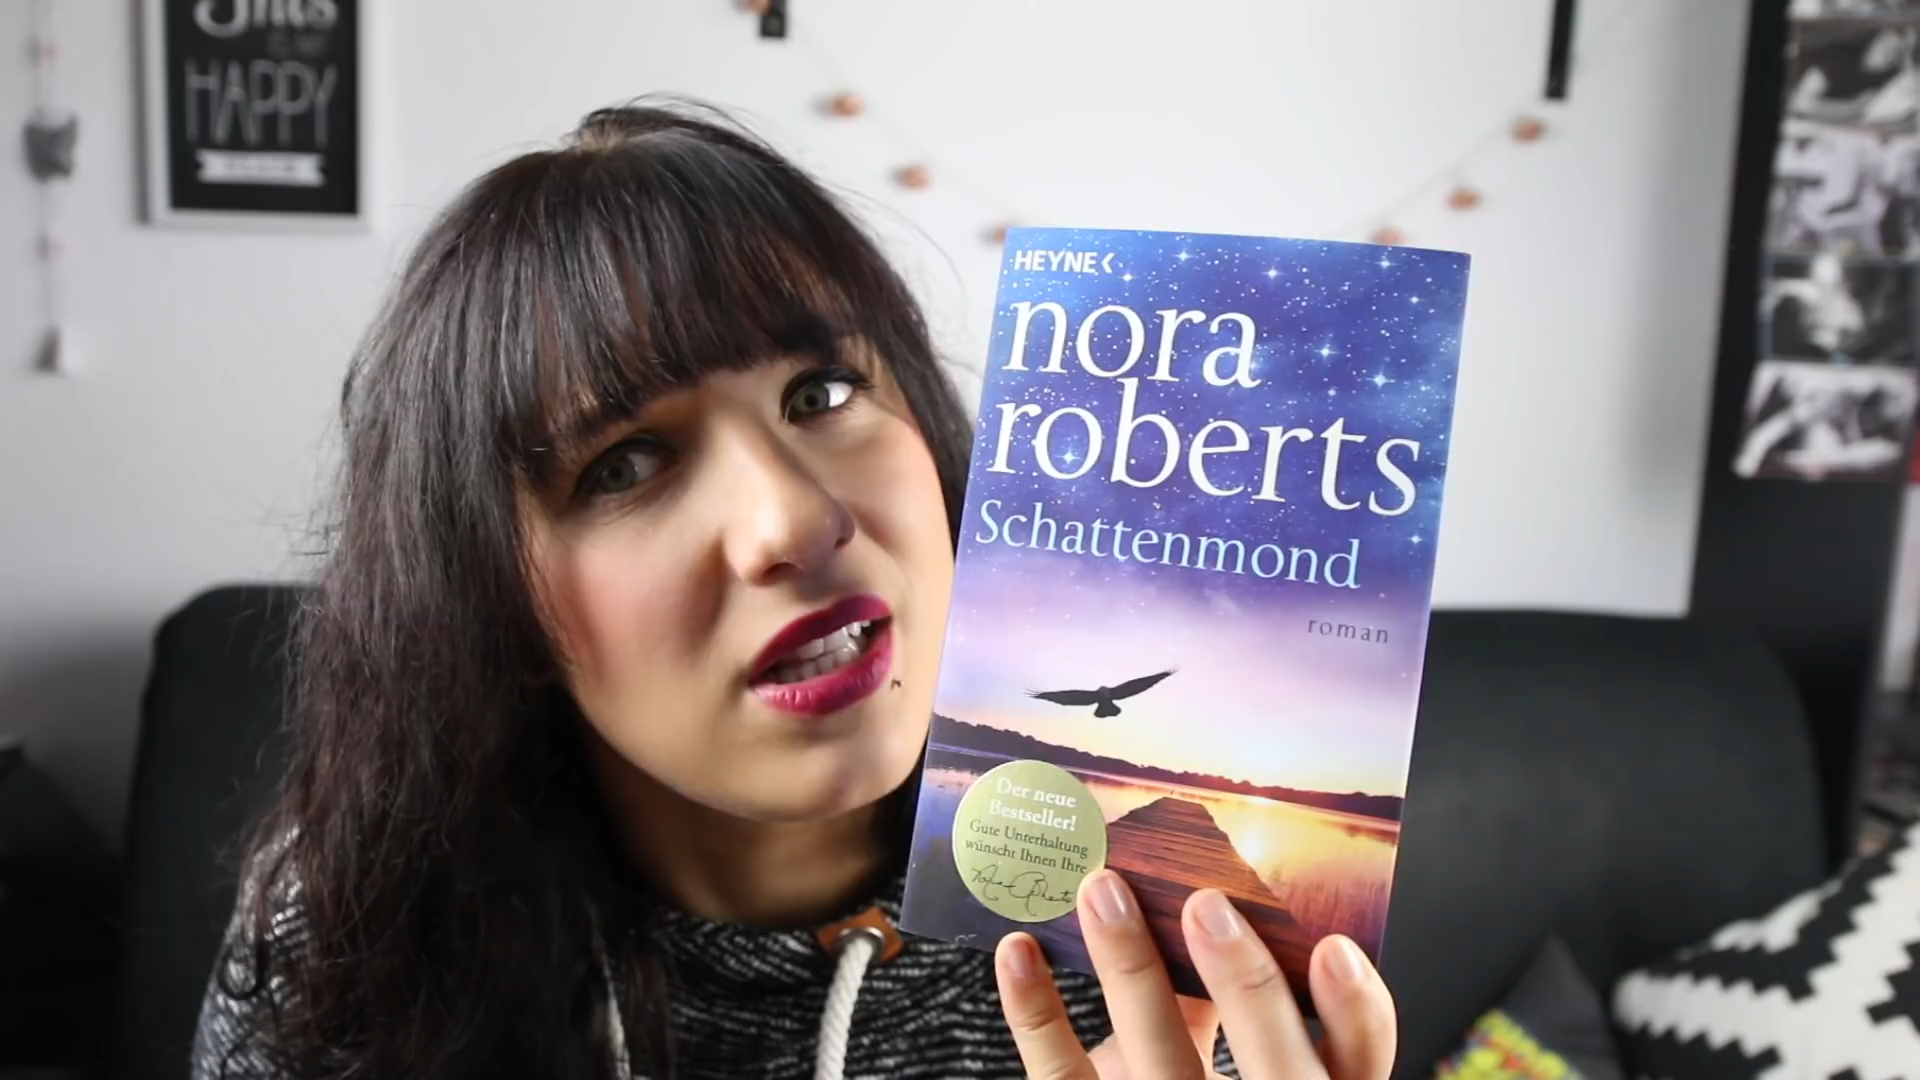 HAPPY
HEYNE
nora
roberts
Schattenmond
roman
Der neue
Bestseller!
Gute Unterhaltung
wünscht Ihnen Ihre